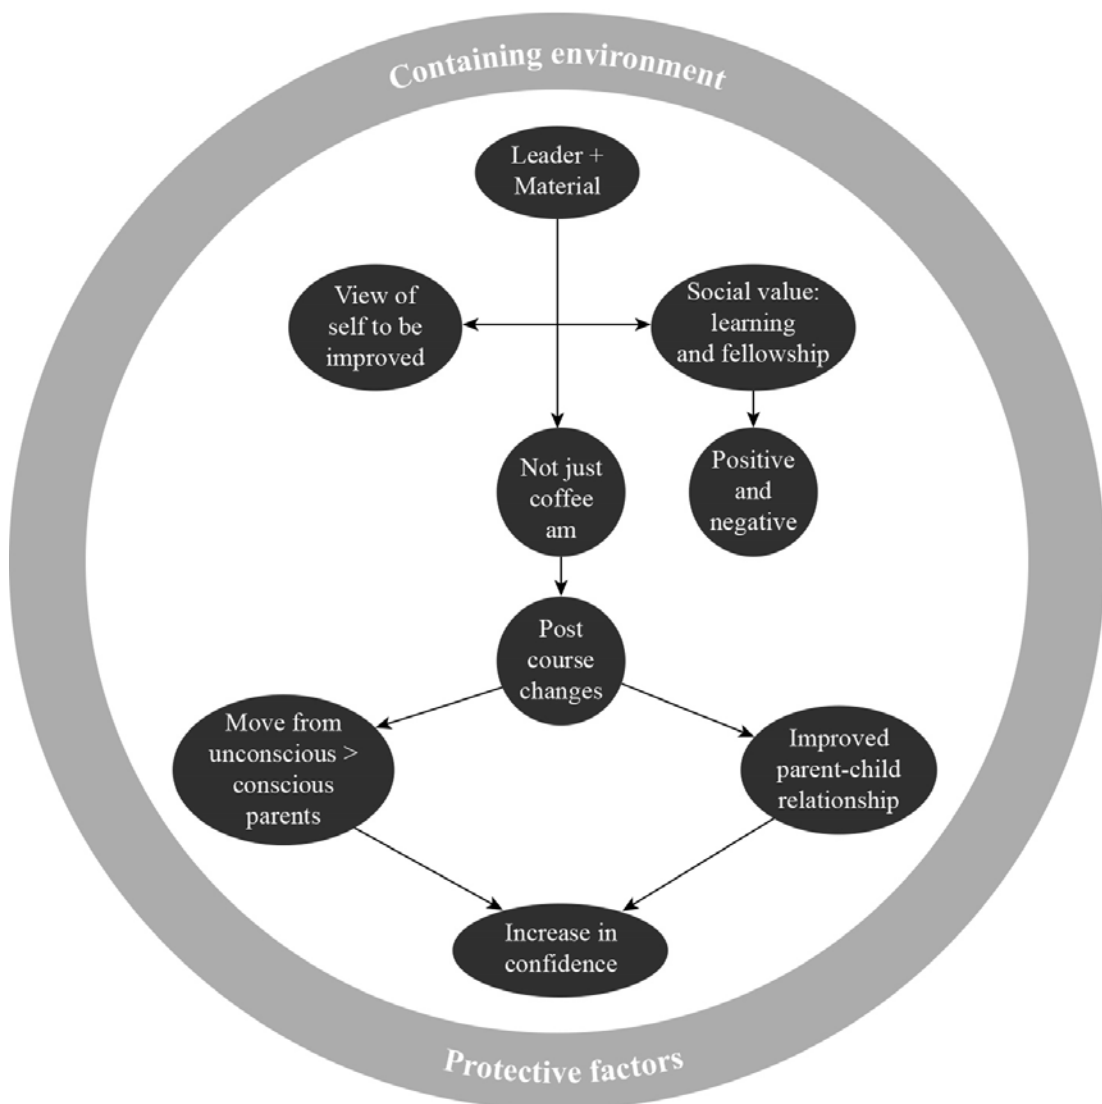 Containing environment
Leader +
Material
View of
self to be
improved
Social value:
learning
and fellowship
Not just
coffee
am
Positive
and
negative
Post
course
changes
Move from
unconscious >
conscious
parents
Improved
parent-child
relationship
Increase in
confidence
Protective factors